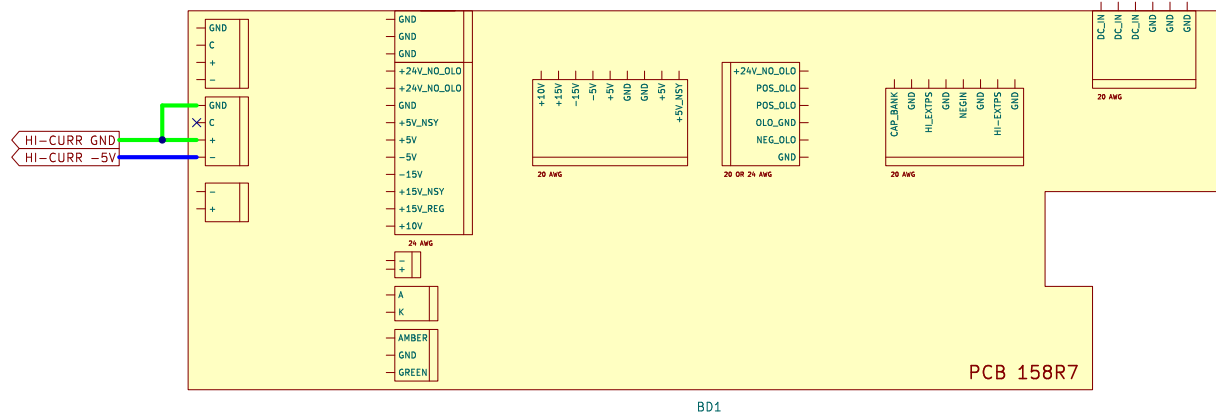 GND
C
+
-
GND
C
+
-
HI-CURR GND
HI-CURR -5V
-
+
GND
GND
GND
+24V_NO_OLO
+24V_NO_OLO
GND
+5V_NSY
+5V
-5V
-15V
+15V_NSY
+15V_REG
+10V
24 AWG
-
+
A
K
AMBER
GND
GREEN
+10V
+15V
-15V
-5V
+5V
GND
GND
+5V
+5V_NSY
20 AWG
+24V_NO_OLO
POS_OLO
POS_OLO
OLO_GND
NEG_OLO
GND
20 OR 24 AWG
CAP_BANK
GND
HI_EXTPS
GND
NEGIN
GND
HI-EXTPS
GND
20 AWG
DC_IN
DC_IN
DC_IN
GND
GND
GND
20 AWG
PCB 158R7
BD1